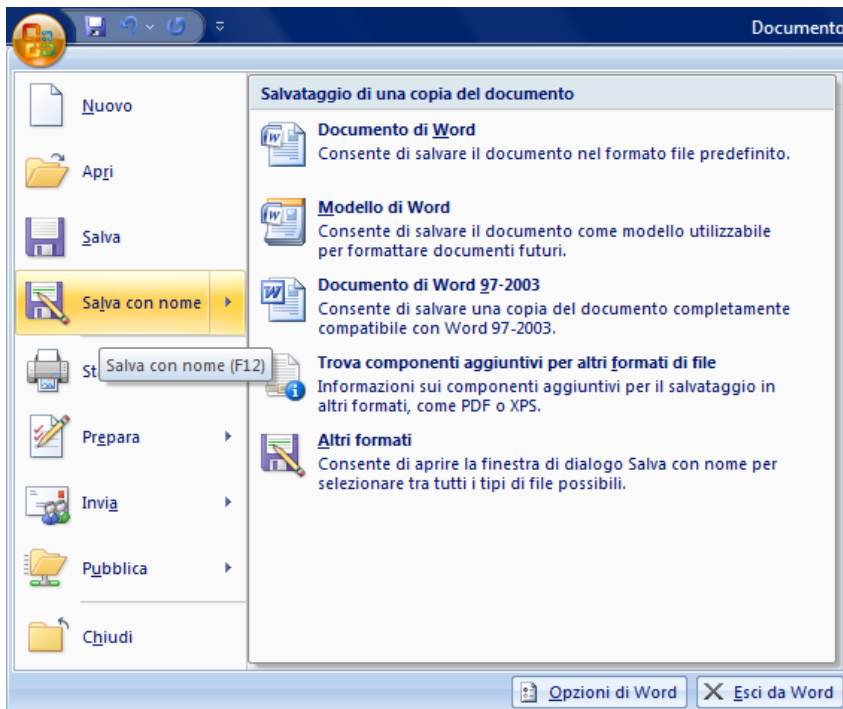 Documento
Nuovo
Apri
Salva
Salva con nome
Salva con nome (F12)
St
Prepara
Invia
Pubblica
Chiudi
Salvataggio di una copia del documento
Documento di Word
Consente di salvare il documento nel formato file predefinito.
Modello di Word
Consente di salvare il documento come modello utilizzabile
per formattare documenti futuri.
Documento di Word 97-2003
Consente di salvare una copia del documento completamente
compatibile con Word 97-2003.
Trova componenti aggiuntivi per altri formati di file
Informazioni sui componenti aggiuntivi per il salvataggio in
altri formati, come PDF o XPS.
Altri formati
Consente di aprire la finestra di dialogo Salva con nome per
selezionare tra tutti i tipi di file possibili.
Opzioni di Word
Esci da Word